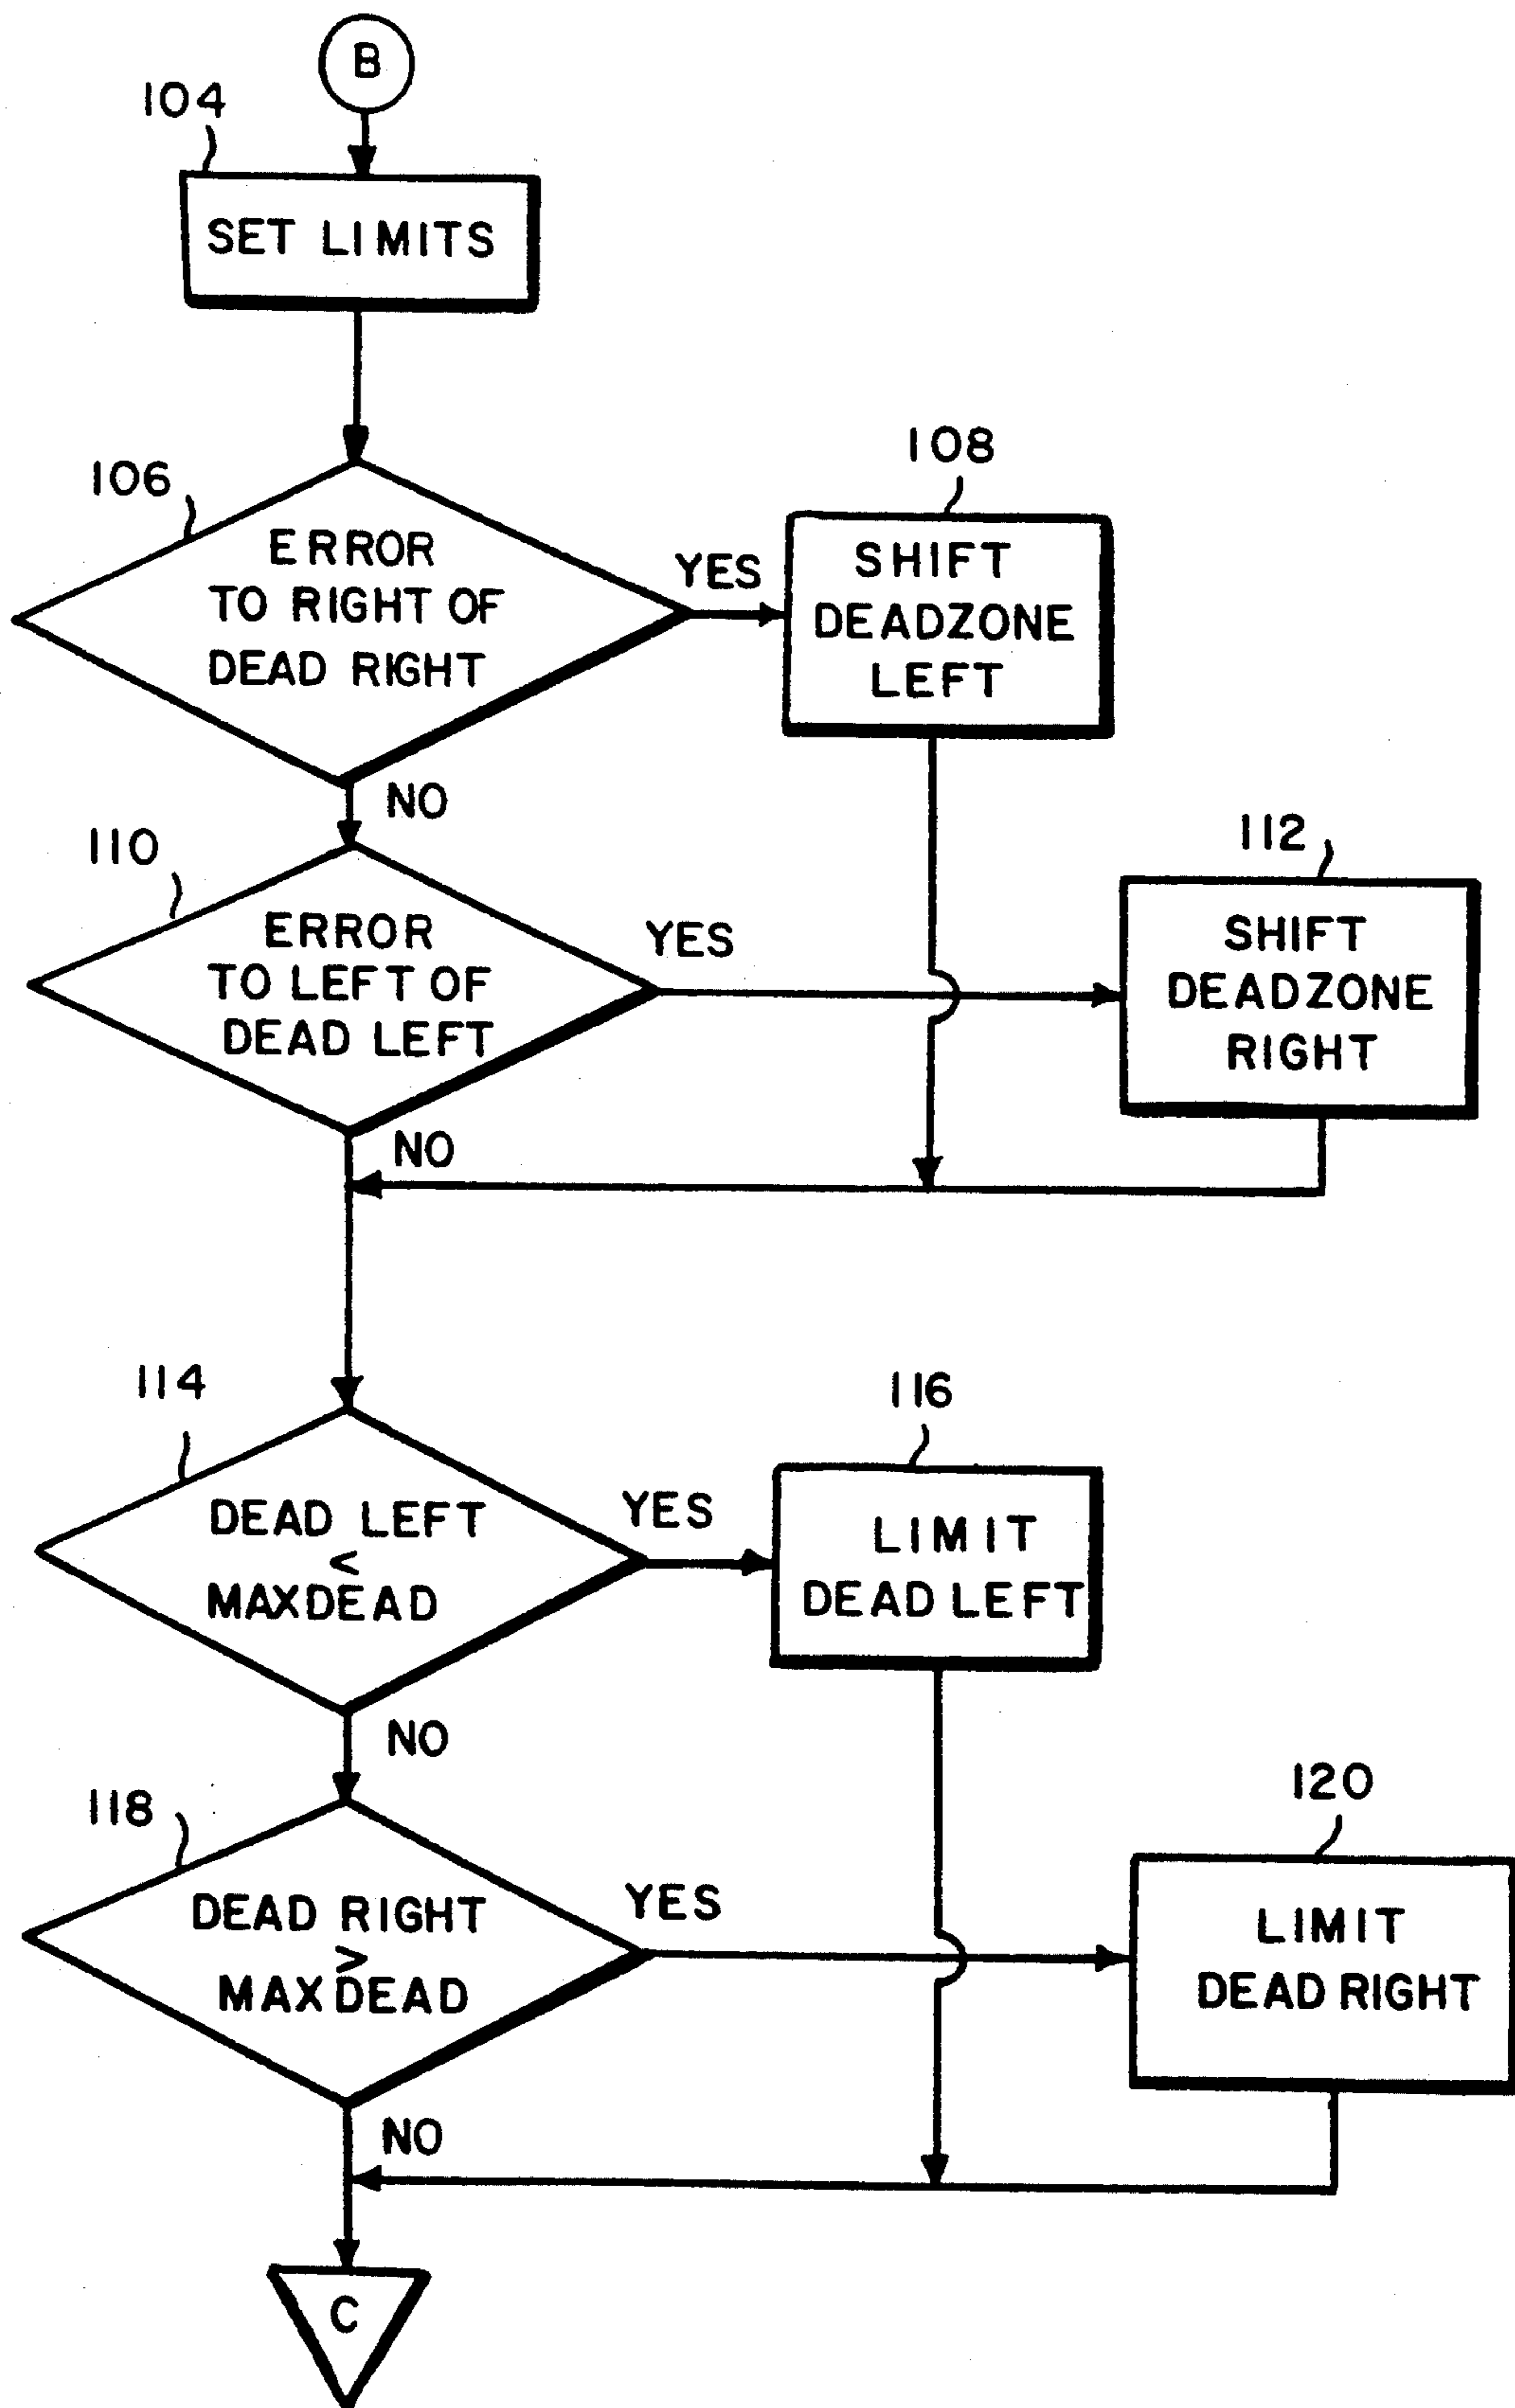 B
104
SET LIMITS
106
ERROR
TO RIGHT OF
DEAD RIGHT
YES
108
SHIFT
DEADZONE
LEFT
NO
110
ERROR
TO LEFT OF
DEAD LEFT
YES
112
SHIFT
DEADZONE
RIGHT
NO
114
DEAD LEFT
<
MAXDEAD
YES
116
LIMIT
DEAD LEFT
NO
118
DEAD RIGHT
>
MAXDEAD
YES
120
LIMIT
DEAD RIGHT
NO
C